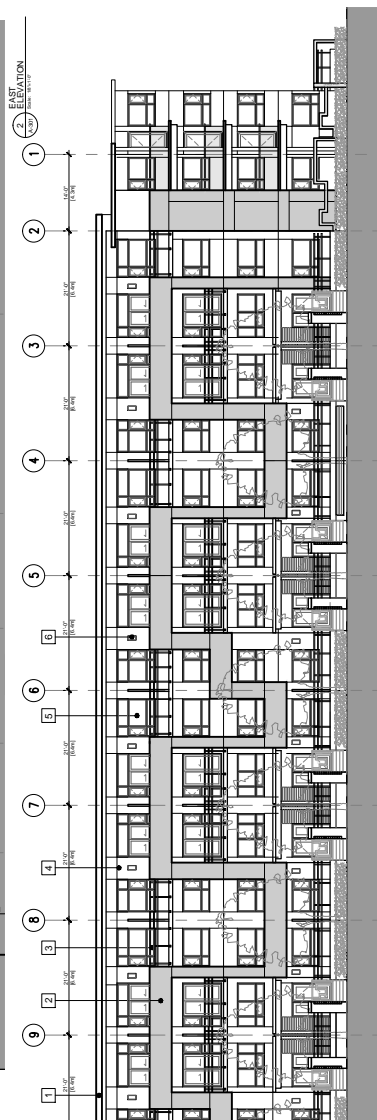 2
EAST
ELEVATION
A-301
1
2
3
4
5
6
9
8
7
6
5
4
3
2
1
21'-0"
[6.4m]
21'-0"
[6.4m]
21'-0"
[6.4m]
21'-0"
[6.4m]
21'-0"
[6.4m]
21'-0"
[6.4m]
21'-0"
[6.4m]
21'-0"
[6.4m]
14'-0"
[4.3m]